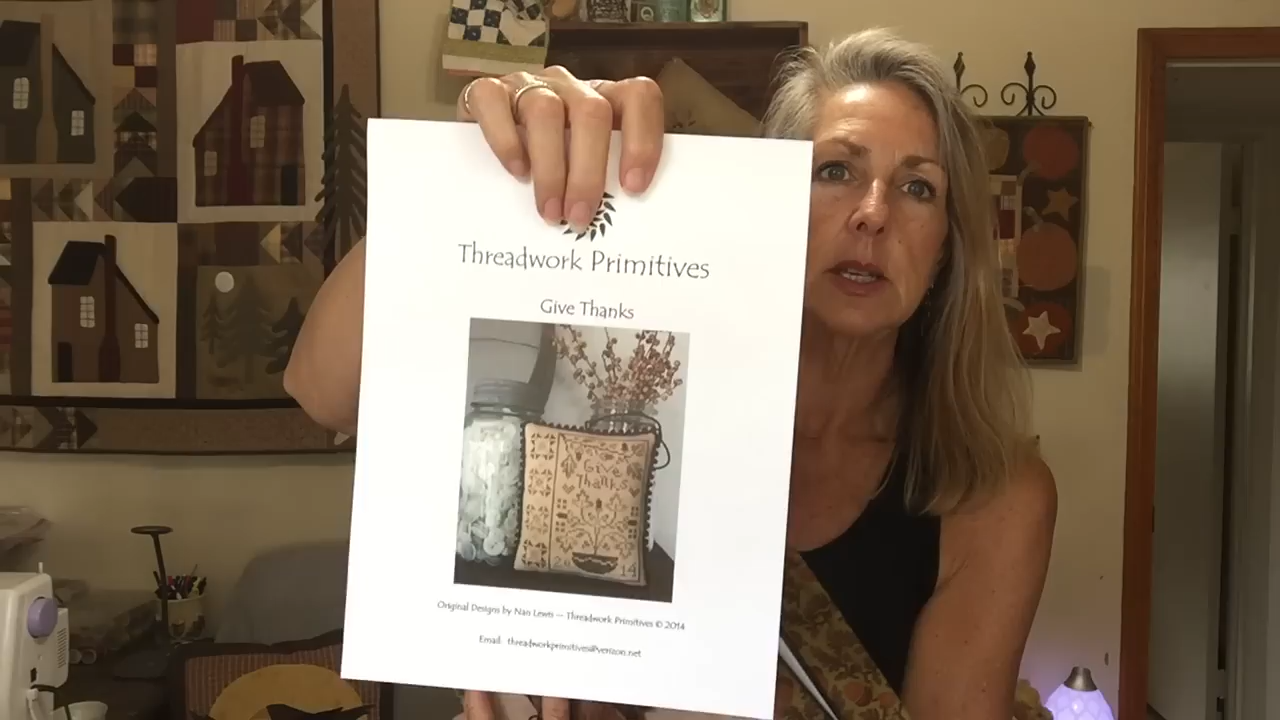 Threadwork Primitives
Give Thanks
Give
Thanks
20 14
Original Designs by Nan Lewis — Threadwork Primitives © 2014
Email: threadworkprimitives@verizon.net